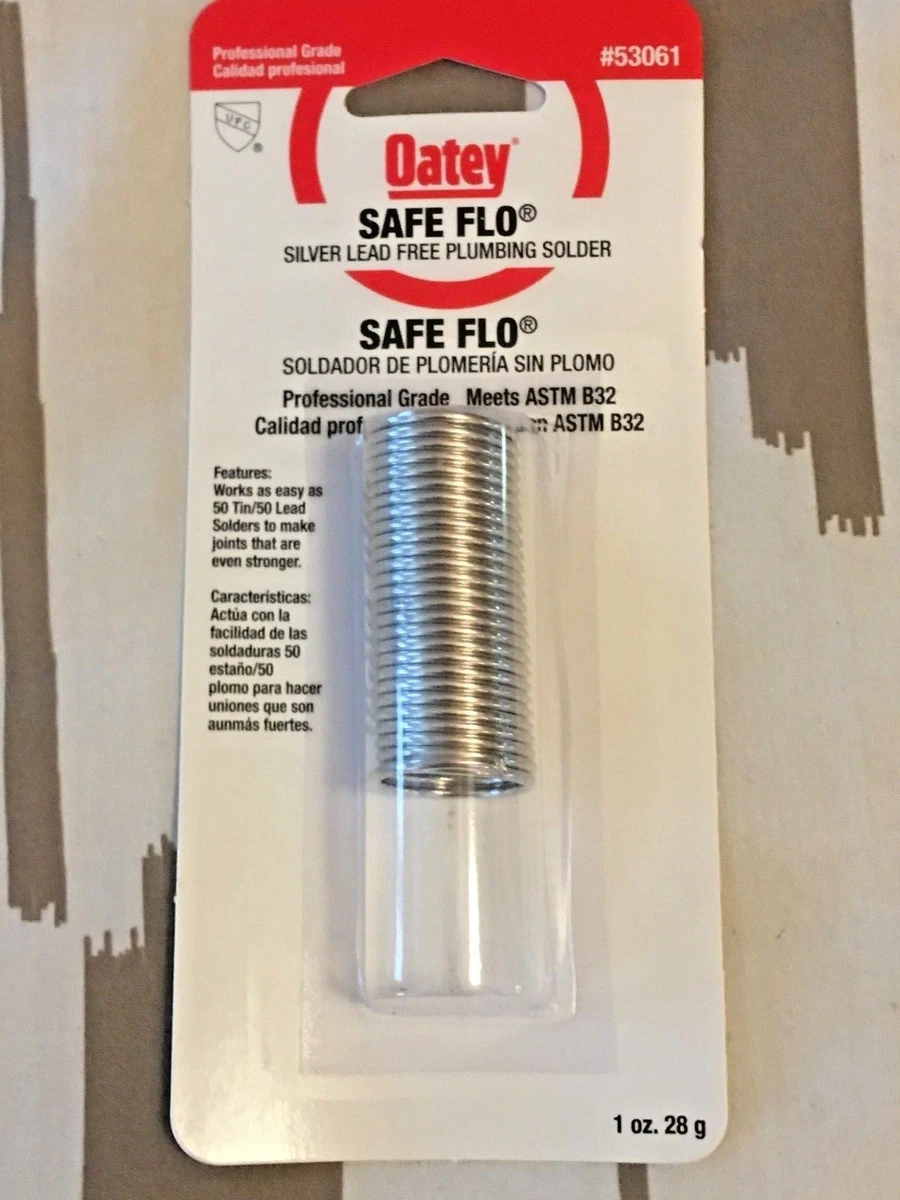 Professional Grade
Calidad profesional
#53061
UPC
®
Oatey®
SAFE FLO®
SILVER LEAD FREE PLUMBING SOLDER
SAFE FLO®
SOLDADOR DE PLOMERÍA SIN PLOMO
Professional Grade Meets ASTM B32
Calidad prof ASTM B32
Features:
Works as easy as
50 Tin/50 Lead
Solders to make
joints that are
even stronger.
Características:
Actúa con la
facilidad de las
soldaduras 50
estaño/50
plomo para hacer
uniones que son
aunmás fuertes.
1 oz. 28 g